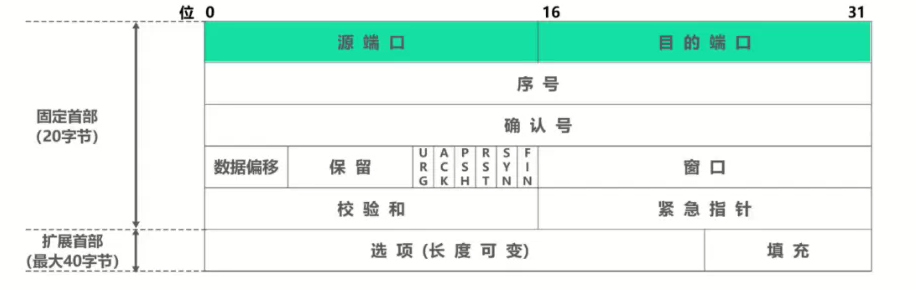 位 0 16 31
源端口 目的端口
序号
固定首部
(20字节)
确认号
数据偏移 保留 URG ACK PSH RST SYN FIN 窗口
校验和 紧急指针
扩展首部
(最大40字节)
选项(长度可变) 填充